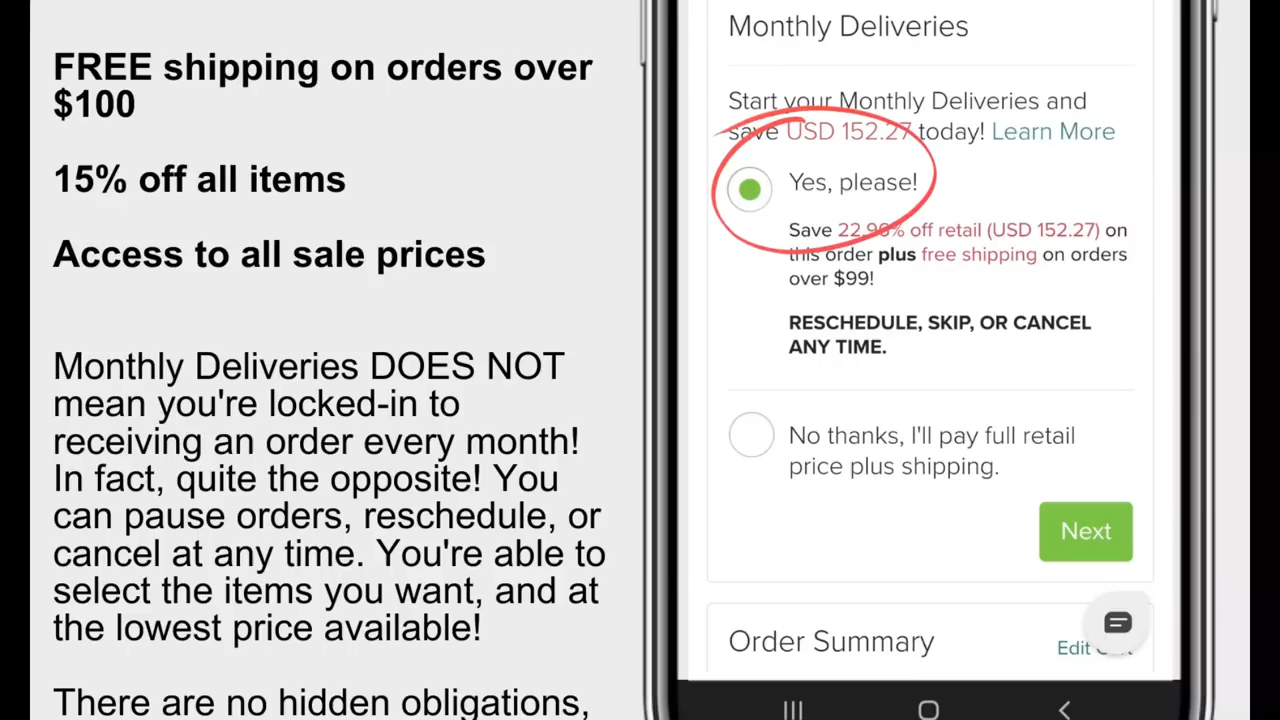 FREE shipping on orders over
$100
15% off all items
Access to all sale prices
Monthly Deliveries DOES NOT
mean you're locked-in to
receiving an order every month!
In fact, quite the opposite! You
can pause orders, reschedule, or
cancel at any time. You're able to
select the items you want, and at
the lowest price available!
There are no hidden obligations,
Monthly Deliveries
Start your Monthly Deliveries and
save USD 152.27 today! Learn More
Yes, please!
Save 22.96% off retail (USD 152.27) on
this order plus free shipping on orders
over $99!
RESCHEDULE, SKIP, OR CANCEL
ANY TIME.
No thanks, I'll pay full retail
price plus shipping.
Next
Order Summary
Edit